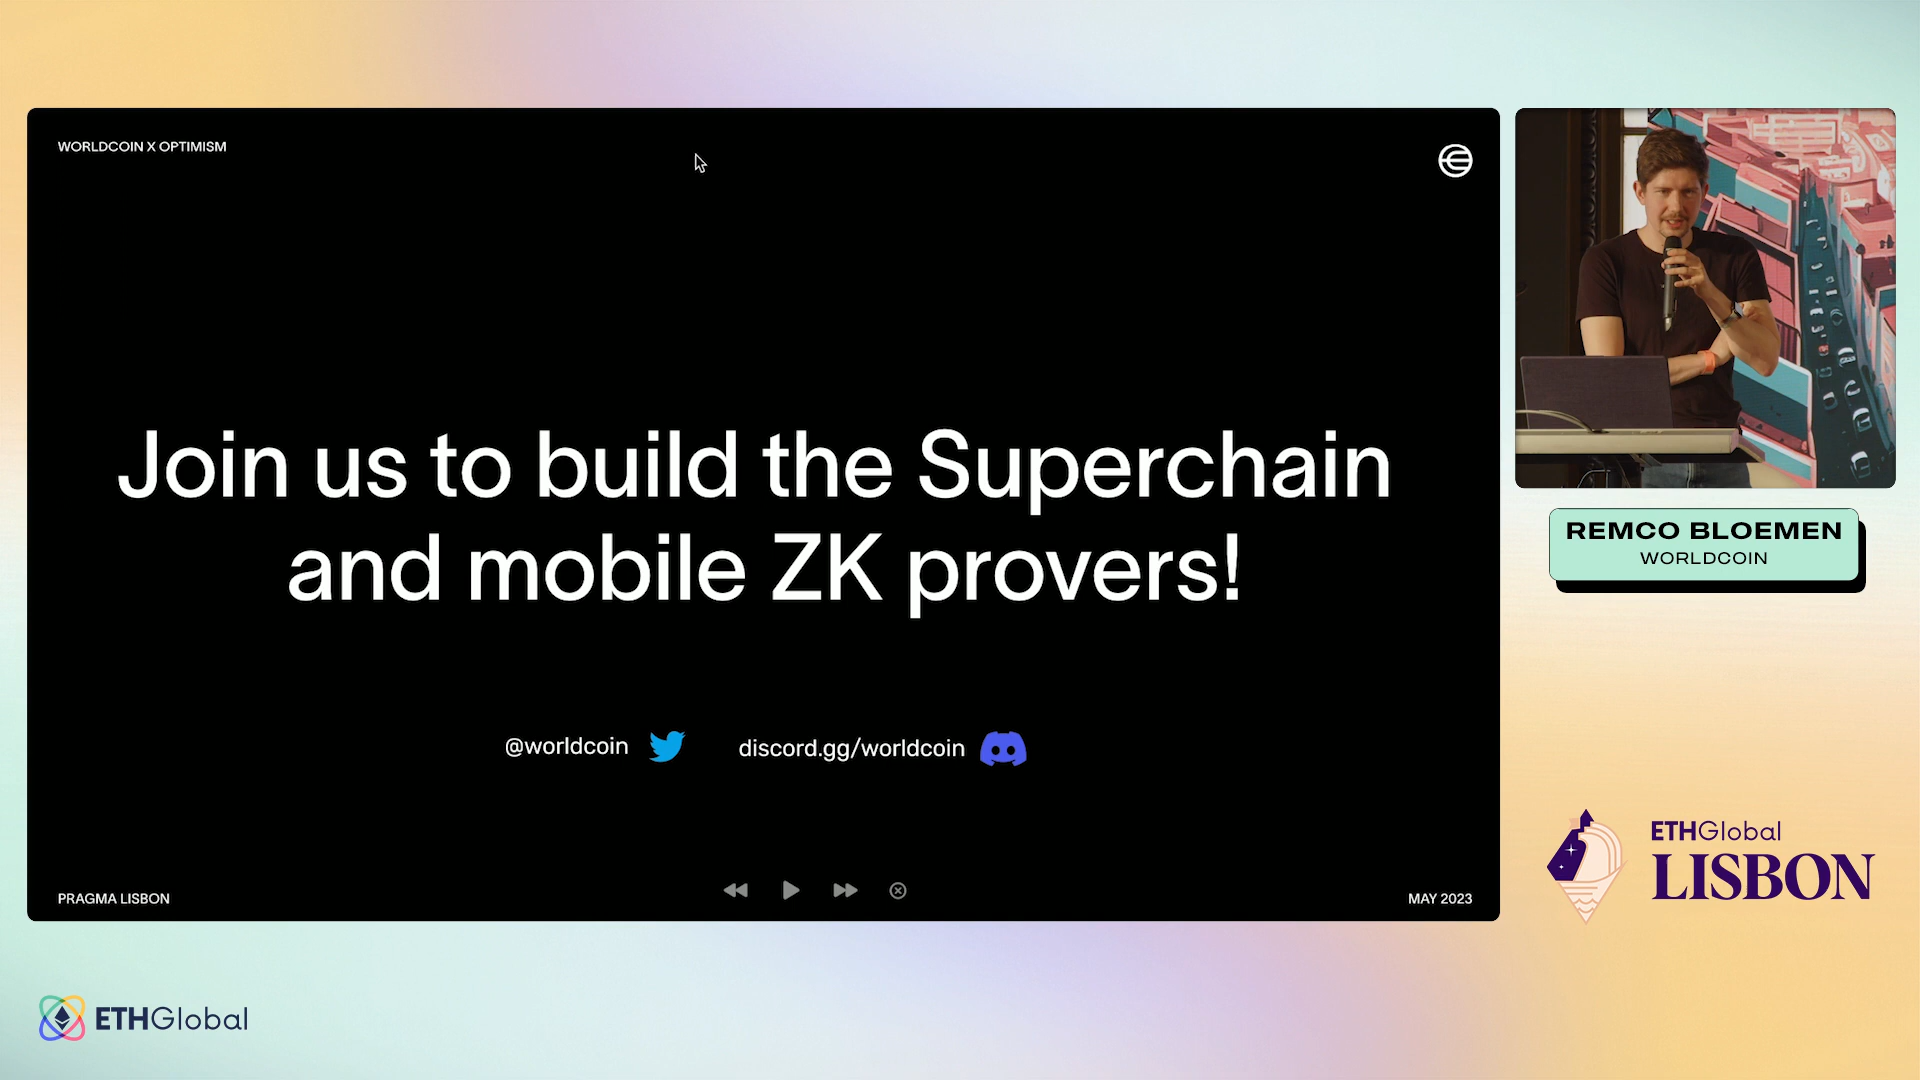 WORLDCOIN X OPTIMISM
Join us to build the Superchain
and mobile ZK provers!
@worldcoin
discord.gg/worldcoin
PRAGMA LISBON
MAY 2023
REMCO BLOEMEN
WORLDCOIN
ETHGlobal
LISBON
ETHGlobal